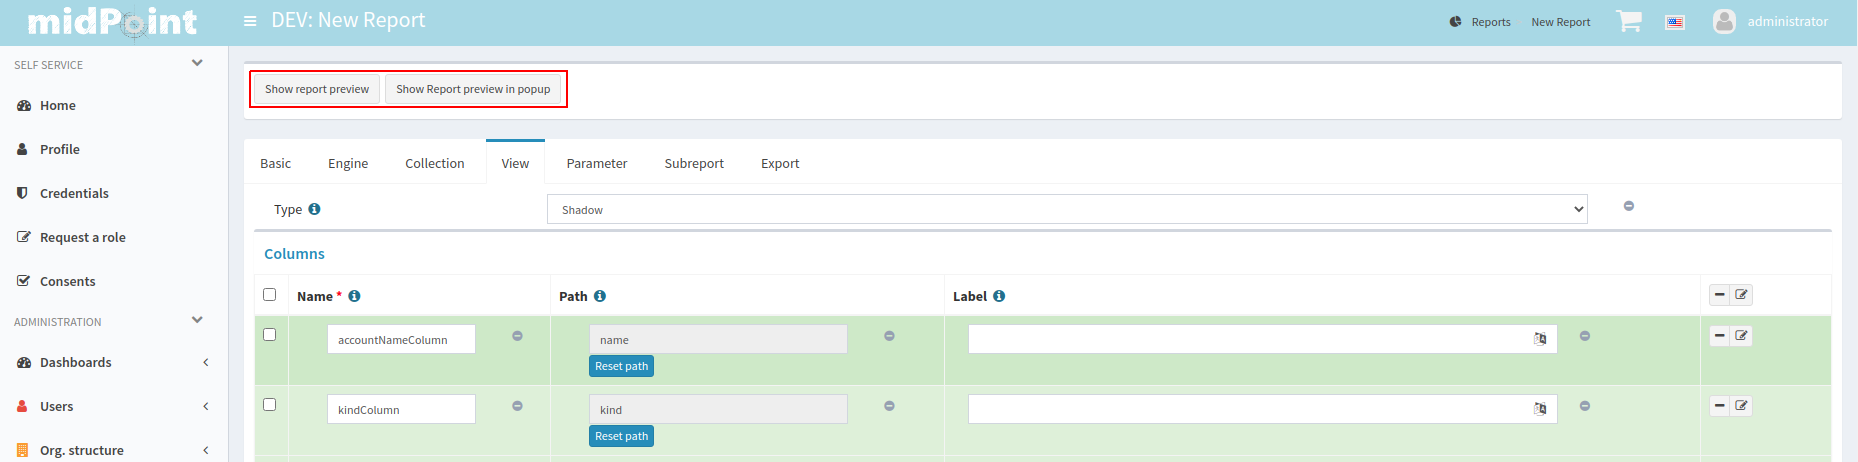 midPoint
DEV: New Report
Reports New Report administrator
SELF SERVICE
Home
Profile
Credentials
Request a role
Consents
ADMINISTRATION
Dashboards
Users
Org. structure
Show report preview Show Report preview in popup
Basic Engine Collection View Parameter Subreport Export
Type Shadow
Columns
Name * Path Label
accountNameColumn name
Reset path
kindColumn kind
Reset path